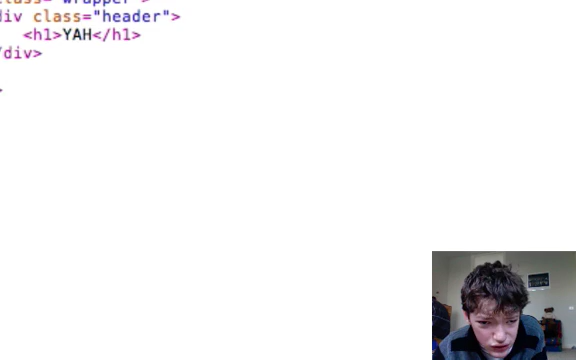 class="wrapper">
div class="header">
<h1>YAH</h1>
/div>
>